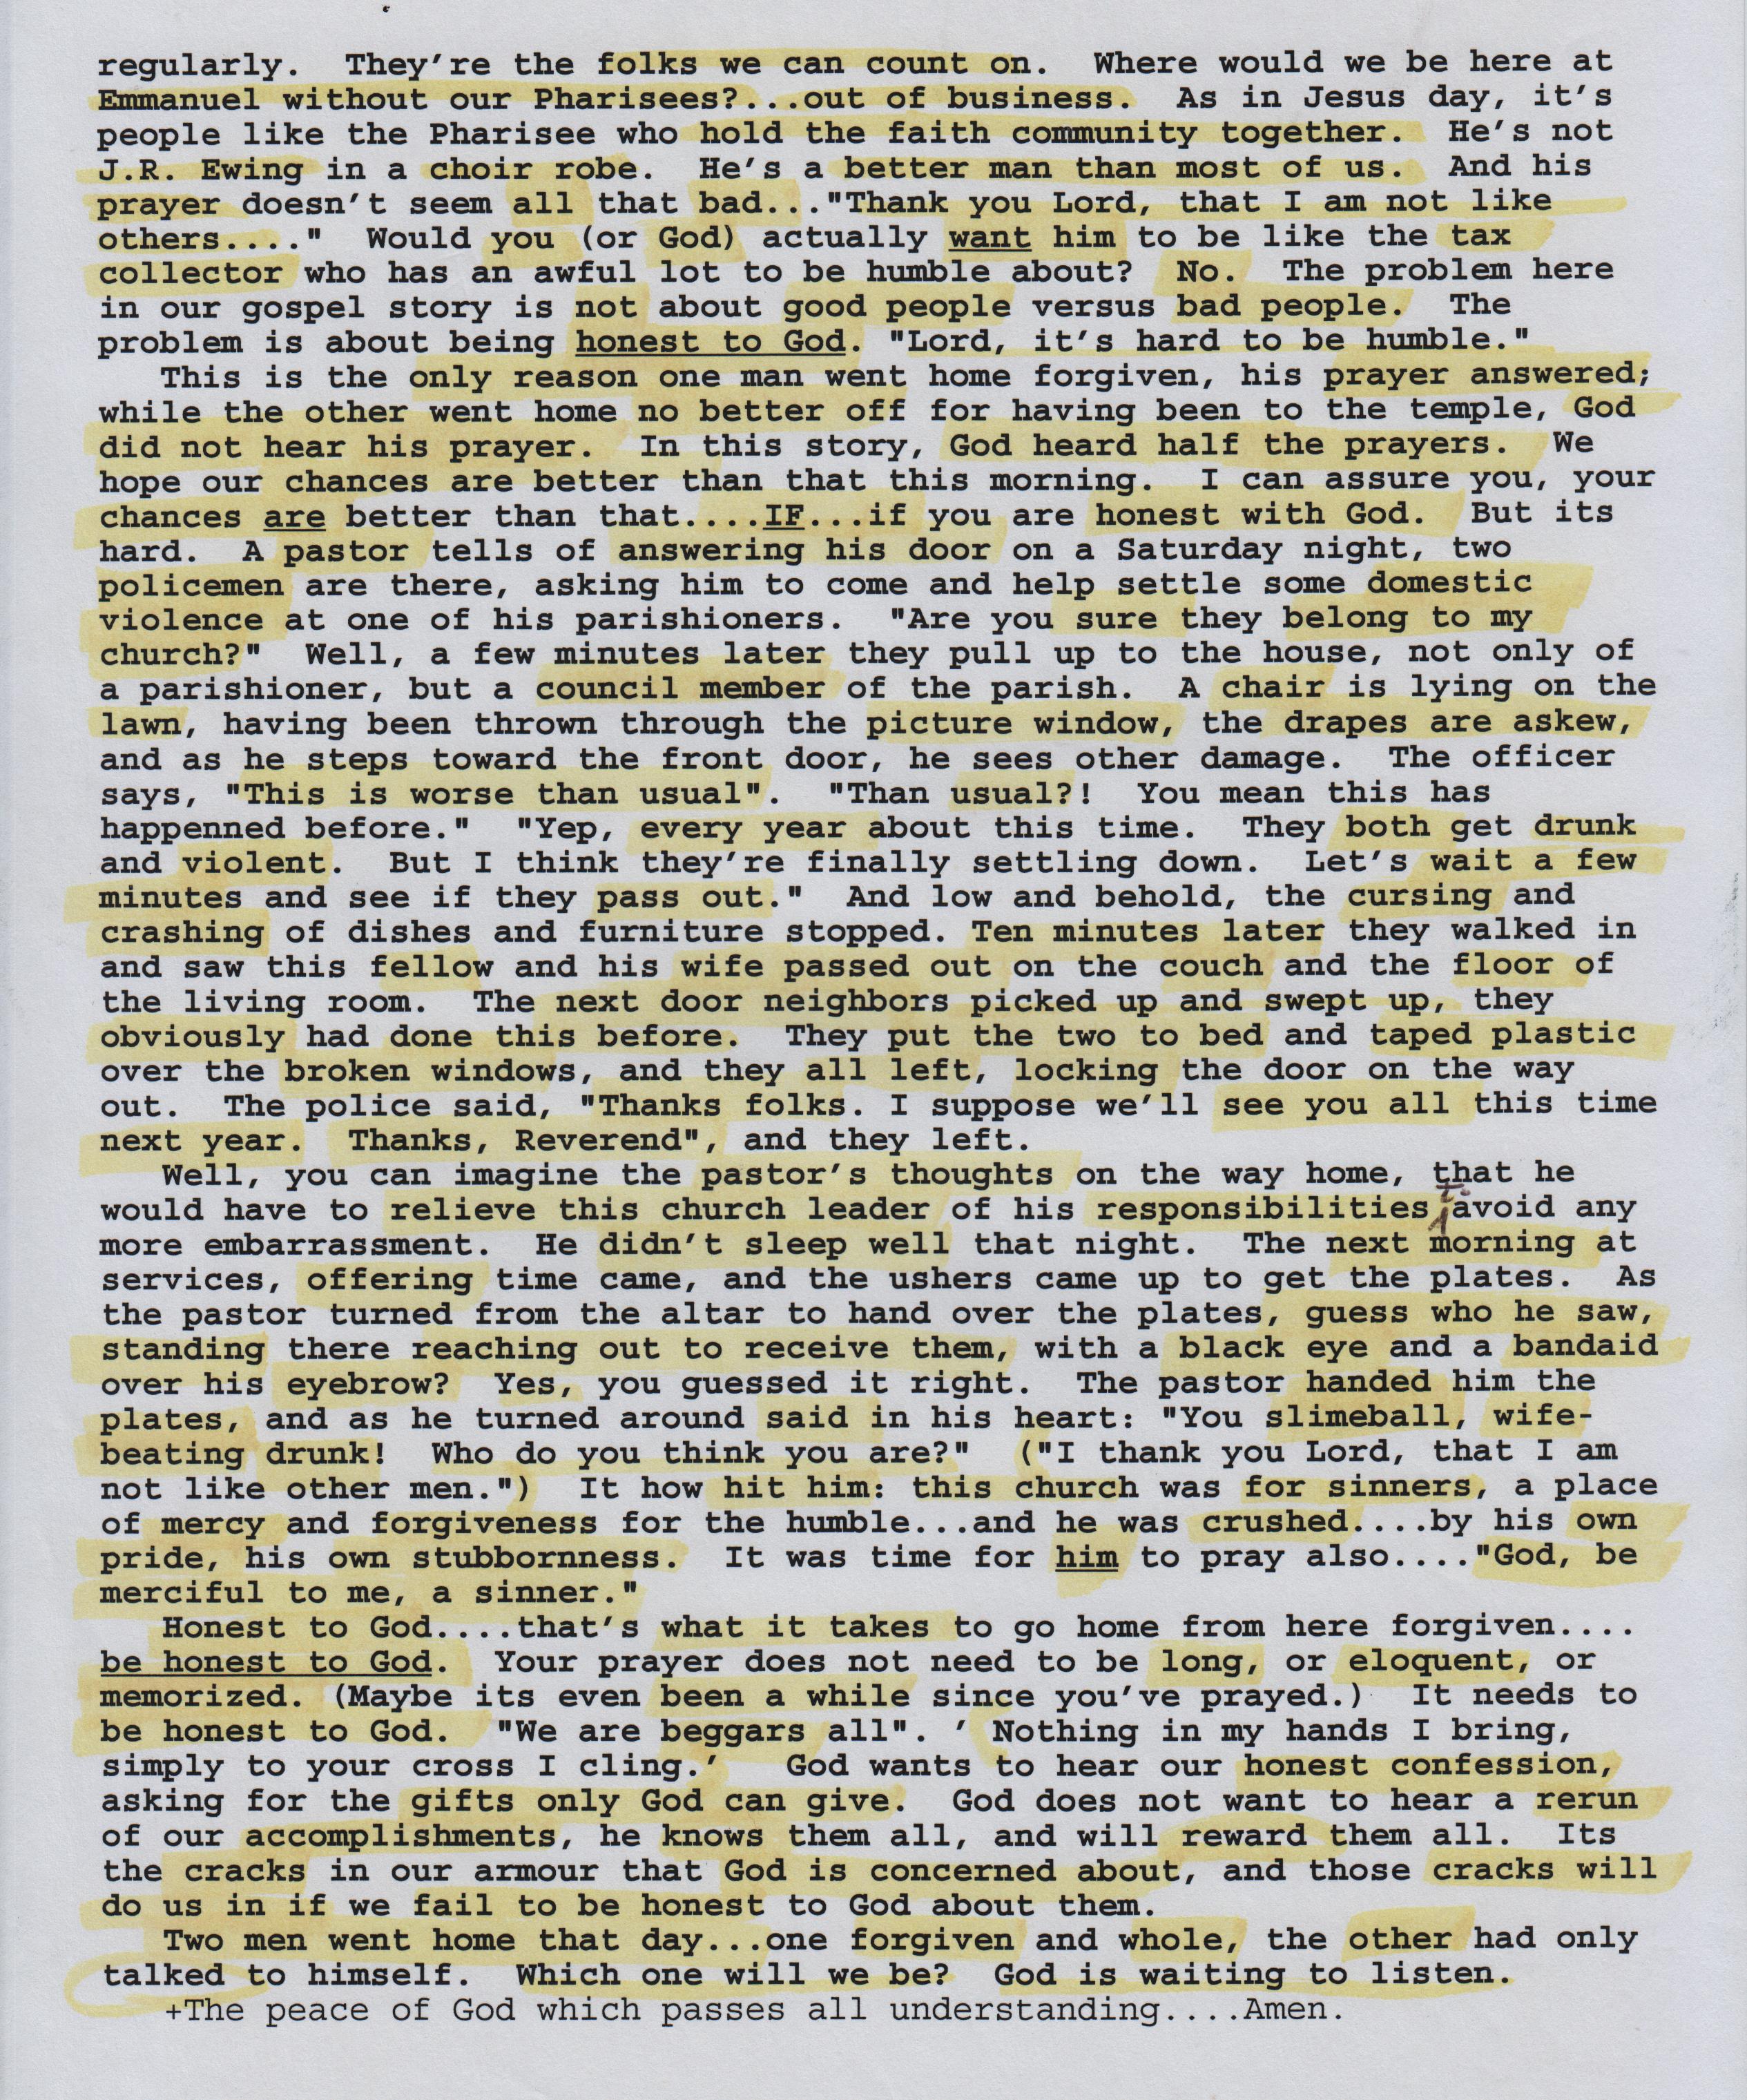 regularly.  They're the folks we can count on.  Where would we be here at
Emmanuel without our Pharisees?...out of business.  As in Jesus day, it's
people like the Pharisee who hold the faith community together.  He's not
J.R. Ewing in a choir robe.  He's a better man than most of us.  And his
prayer doesn't seem all that bad..."Thank you Lord, that I am not like
others...."  Would you (or God) actually want him to be like the tax
collector who has an awful lot to be humble about?  No.  The problem here
in our gospel story is not about good people versus bad people.  The
problem is about being honest to God. "Lord, it's hard to be humble."
This is the only reason one man went home forgiven, his prayer answered;
while the other went home no better off for having been to the temple, God
did not hear his prayer.  In this story, God heard half the prayers.  We
hope our chances are better than that this morning.  I can assure you, your
chances are better than that....IF...if you are honest with God.  But its
hard.  A pastor tells of answering his door on a Saturday night, two
policemen are there, asking him to come and help settle some domestic
violence at one of his parishioners.  "Are you sure they belong to my
church?"  Well, a few minutes later they pull up to the house, not only of
a parishioner, but a council member of the parish.  A chair is lying on the
lawn, having been thrown through the picture window, the drapes are askew,
and as he steps toward the front door, he sees other damage.  The officer
says, "This is worse than usual".  "Than usual?!  You mean this has
happenned before."  "Yep, every year about this time.  They both get drunk
and violent.  But I think they're finally settling down.  Let's wait a few
minutes and see if they pass out."  And low and behold, the cursing and
crashing of dishes and furniture stopped. Ten minutes later they walked in
and saw this fellow and his wife passed out on the couch and the floor of
the living room.  The next door neighbors picked up and swept up, they
obviously had done this before.  They put the two to bed and taped plastic
over the broken windows, and they all left, locking the door on the way
out.  The police said, "Thanks folks. I suppose we'll see you all this time
next year.  Thanks, Reverend", and they left.
Well, you can imagine the pastor's thoughts on the way home, that he
would have to relieve this church leader of his responsibilities to avoid any
more embarrassment.  He didn't sleep well that night.  The next morning at
services, offering time came, and the ushers came up to get the plates.  As
the pastor turned from the altar to hand over the plates, guess who he saw,
standing there reaching out to receive them, with a black eye and a bandaid
over his eyebrow?  Yes, you guessed it right.  The pastor handed him the
plates, and as he turned around said in his heart: "You slimeball, wife-
beating drunk!  Who do you think you are?"  ("I thank you Lord, that I am
not like other men.")  It how hit him: this church was for sinners, a place
of mercy and forgiveness for the humble...and he was crushed....by his own
pride, his own stubbornness.  It was time for him to pray also...."God, be
merciful to me, a sinner."
Honest to God....that's what it takes to go home from here forgiven....
be honest to God.  Your prayer does not need to be long, or eloquent, or
memorized. (Maybe its even been a while since you've prayed.)  It needs to
be honest to God.  "We are beggars all". ' Nothing in my hands I bring,
simply to your cross I cling.'   God wants to hear our honest confession,
asking for the gifts only God can give.  God does not want to hear a rerun
of our accomplishments, he knows them all, and will reward them all.  Its
the cracks in our armour that God is concerned about, and those cracks will
do us in if we fail to be honest to God about them.
Two men went home that day...one forgiven and whole, the other had only
talked to himself.  Which one will we be?  God is waiting to listen.
+The peace of God which passes all understanding....Amen.